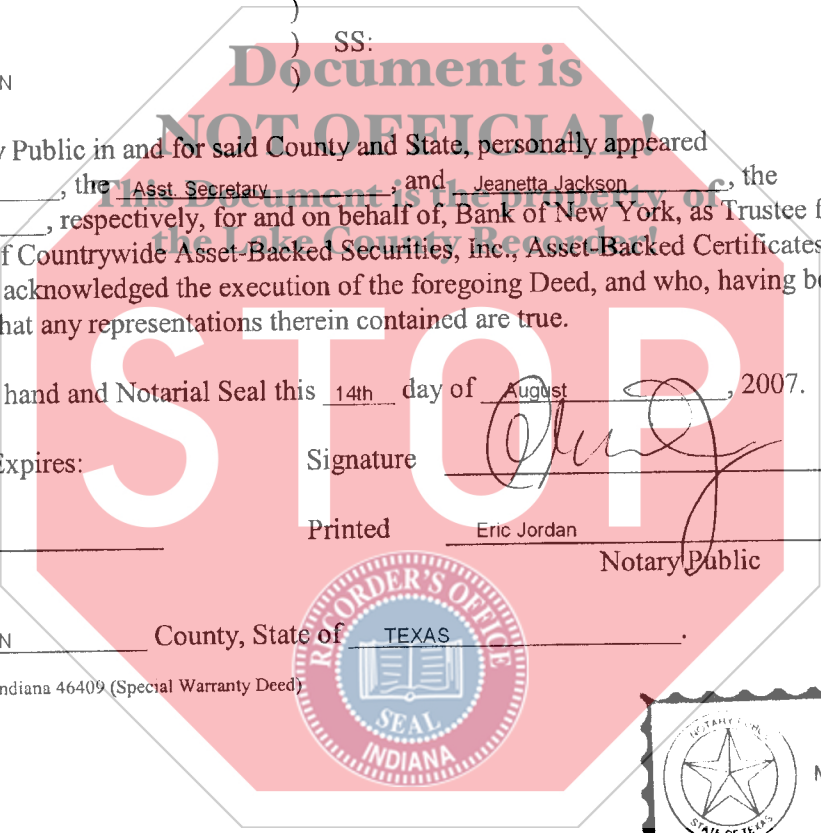 ) SS:
Document is
N
NOT OFFICIAL!
Public in and for said County and State, personally appeared
, the Asst. Secretary , and Jeanetta Jackson , the
This Document is the property of
, respectively, for and on behalf of, Bank of New York, as Trustee f
the Lake County Recorder!
f Countrywide Asset-Backed Securities, Inc., Asset-Backed Certificates
acknowledged the execution of the foregoing Deed, and who, having be
hat any representations therein contained are true.
STOP
hand and Notarial Seal this 14th day of August , 2007.
Expires: Signature
Printed Eric Jordan
Notary Public
N County, State of TEXAS .
ndiana 46409 (Special Warranty Deed)
RECORDER'S OFFICE
SEAL
INDIANA
NOTARY PUBLIC
STATE OF TEXAS